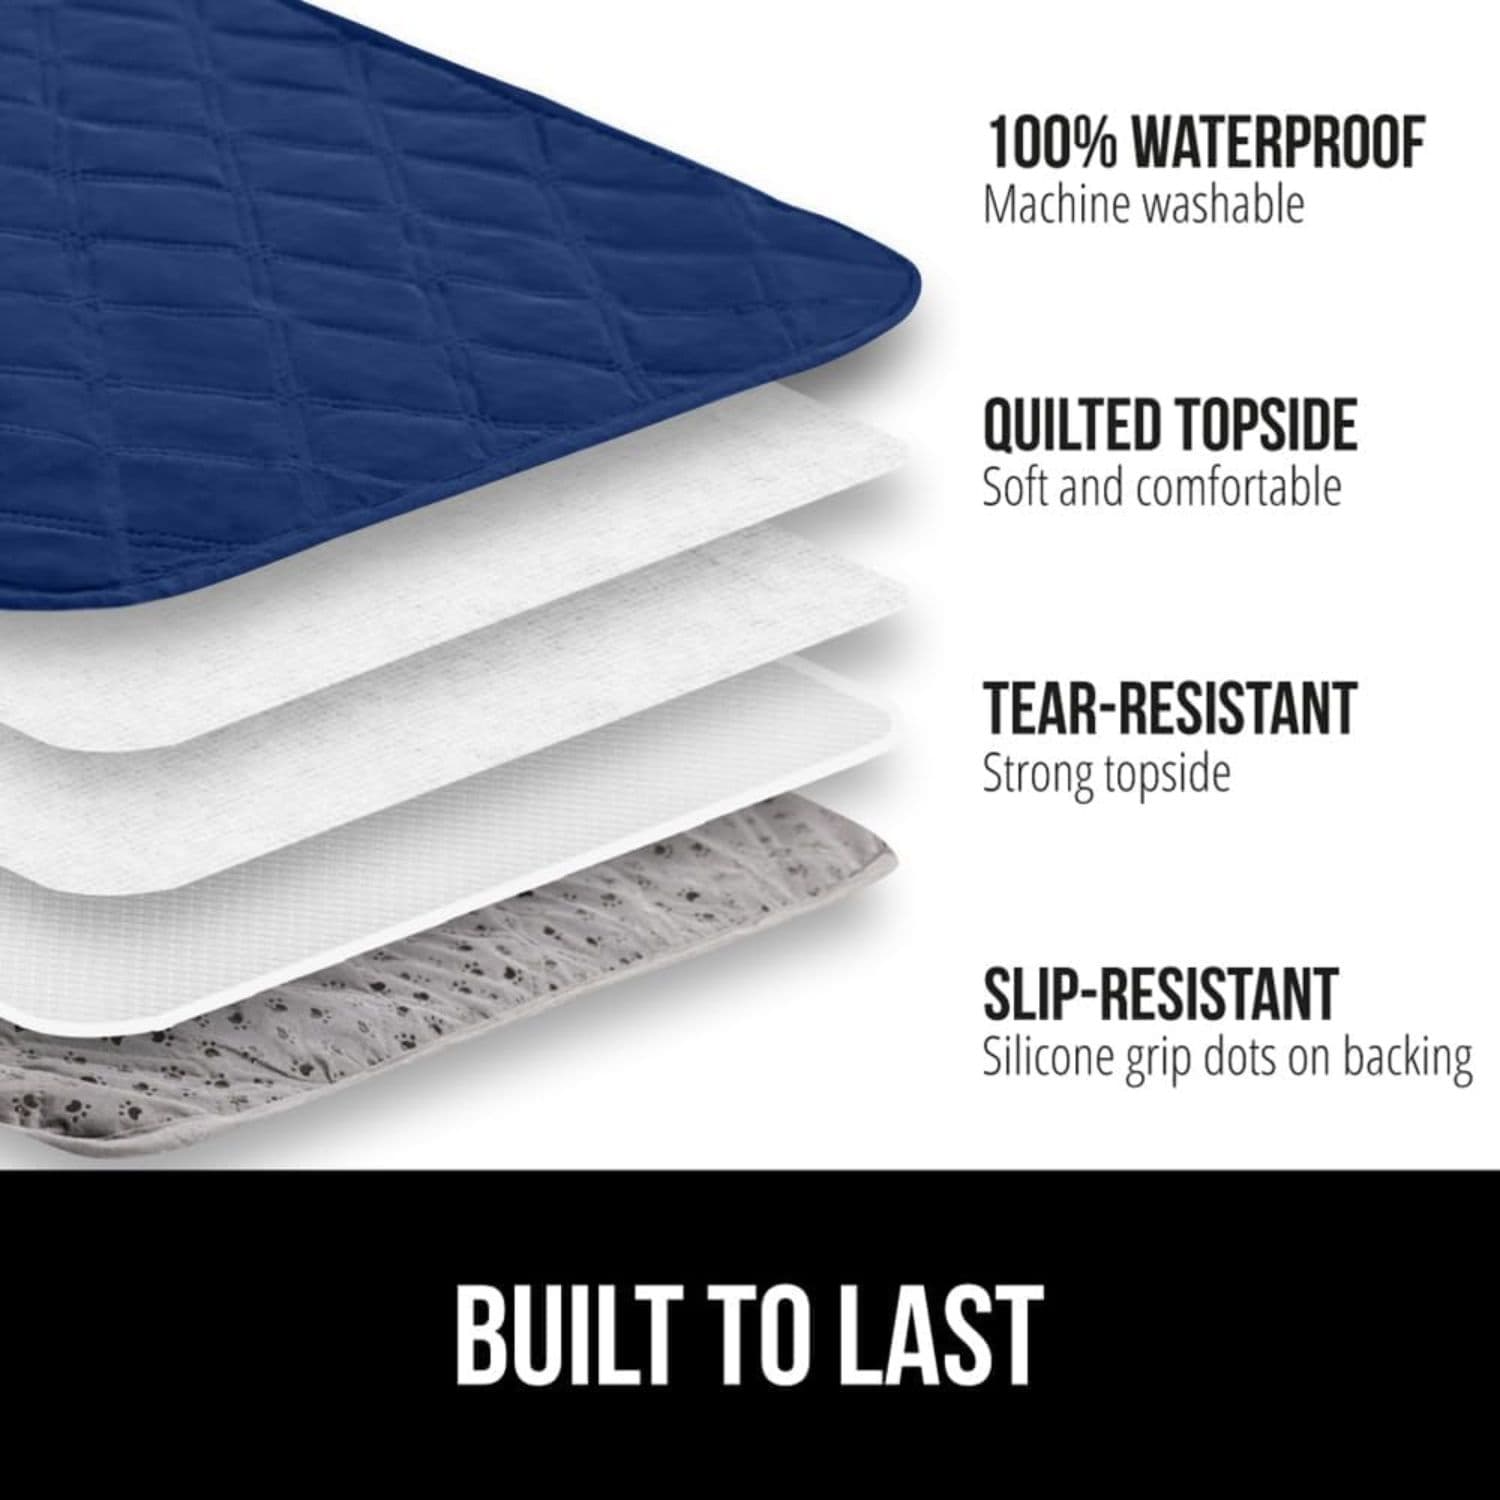 100% WATERPROOF
Machine washable
QUILTED TOPSIDE
Soft and comfortable
TEAR-RESISTANT
Strong topside
SLIP-RESISTANT
Silicone grip dots on backing
BUILT TO LAST